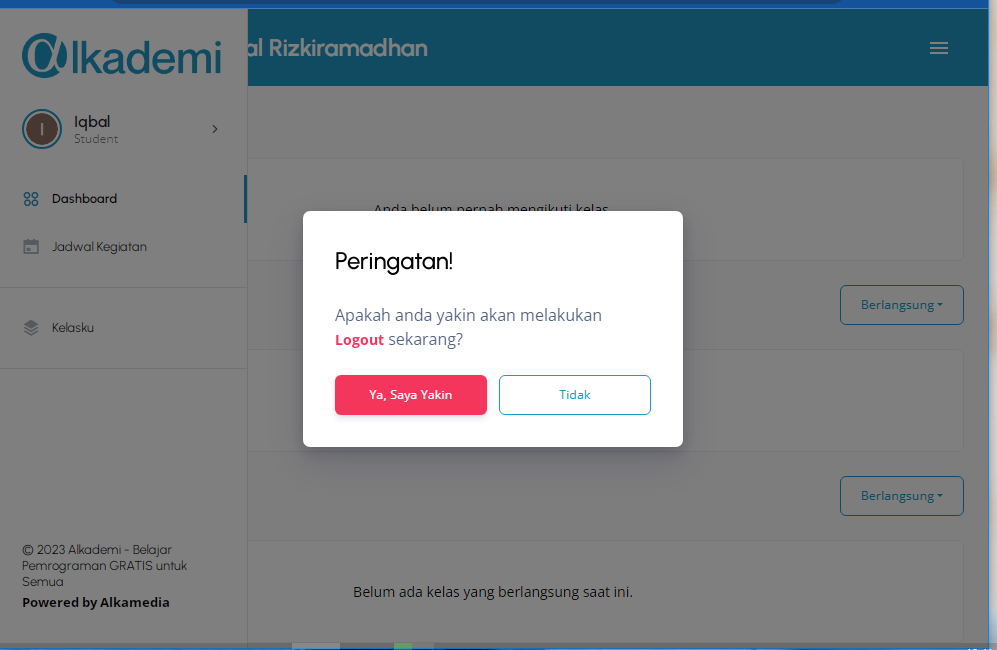 Alkademi
al Rizkiramadhan
I
Iqbal
Student
Dashboard
Jadwal Kegiatan
Kelasku
Anda belum pernah mengikuti kelas
Berlangsung
Peringatan!
Apakah anda yakin akan melakukan
Logout sekarang?
Ya, Saya Yakin
Tidak
Berlangsung
Belum ada kelas yang berlangsung saat ini.
© 2023 Alkademi - Belajar
Pemrograman GRATIS untuk
Semua
Powered by Alkamedia